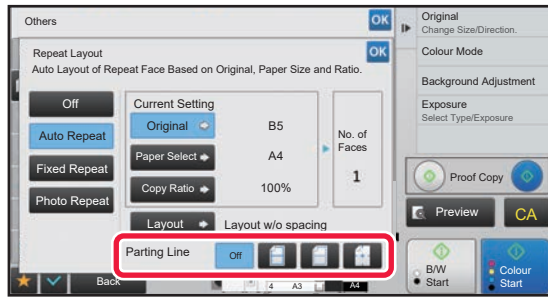 Others
OK
Repeat Layout
OK
Auto Layout of Repeat Face Based on Original, Paper Size and Ratio.
Off
Auto Repeat
Fixed Repeat
Photo Repeat
Current Setting
Original
B5
Paper Select
A4
Copy Ratio
100%
No. of
Faces
1
Layout
Layout w/o spacing
Parting Line
Off
Back
4
A3
A4
Original
Change Size/Direction.
Colour Mode
Background Adjustment
Exposure
Select Type/Exposure
Proof Copy
Preview
CA
B/W
Start
Colour
Start